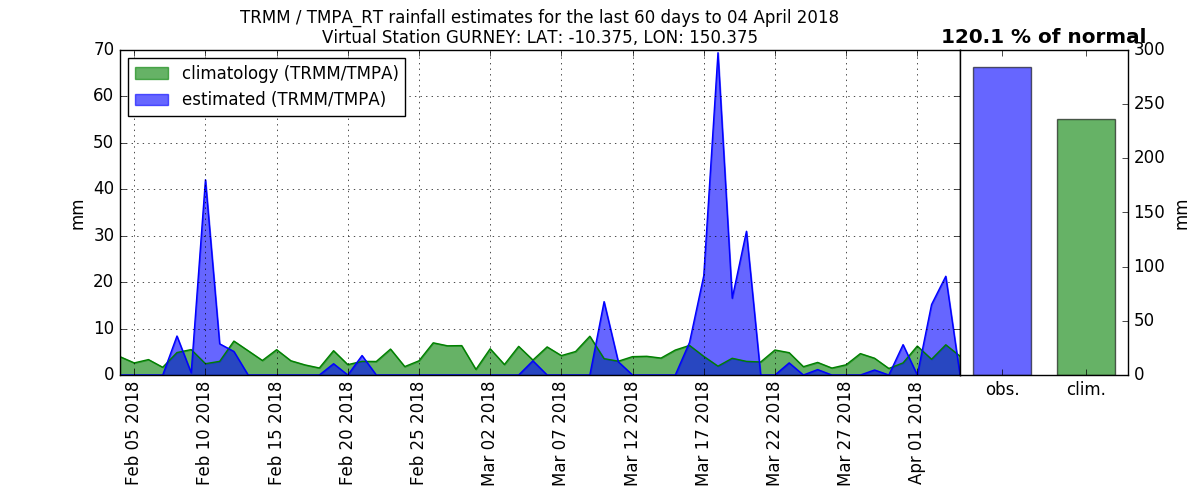 TRMM / TMPA_RT rainfall estimates for the last 60 days to 04 April 2018
Virtual Station GURNEY: LAT: -10.375, LON: 150.375
120.1 % of normal
climatology (TRMM/TMPA)
estimated (TRMM/TMPA)
70
60
50
40
30
20
10
0
mm
Feb 05 2018
Feb 10 2018
Feb 15 2018
Feb 20 2018
Feb 25 2018
Mar 02 2018
Mar 07 2018
Mar 12 2018
Mar 17 2018
Mar 22 2018
Mar 27 2018
Apr 01 2018
300
250
200
150
100
50
0
mm
obs.
clim.